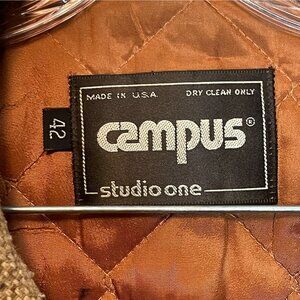 MADE IN U.S.A. DRY CLEAN ONLY
campus®
studio one
42